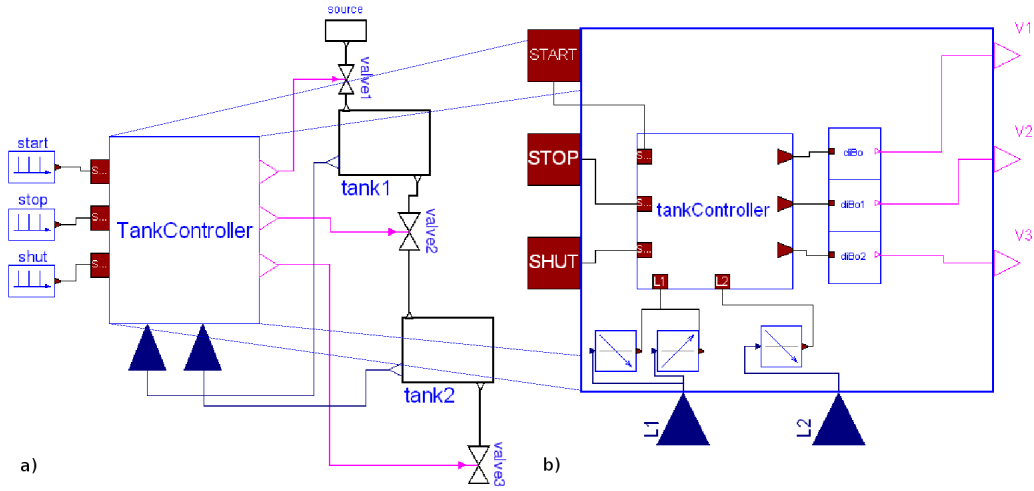 source
valve1
start
S...
tank1
stop
S...
TankController
valve2
shut
S...
tank2
valve3
a)
START
V1
STOP
S...
diBo
V2
S...
tankController
diBo1
SHUT
S...
diBo2
V3
L1
L2
L1
L2
b)